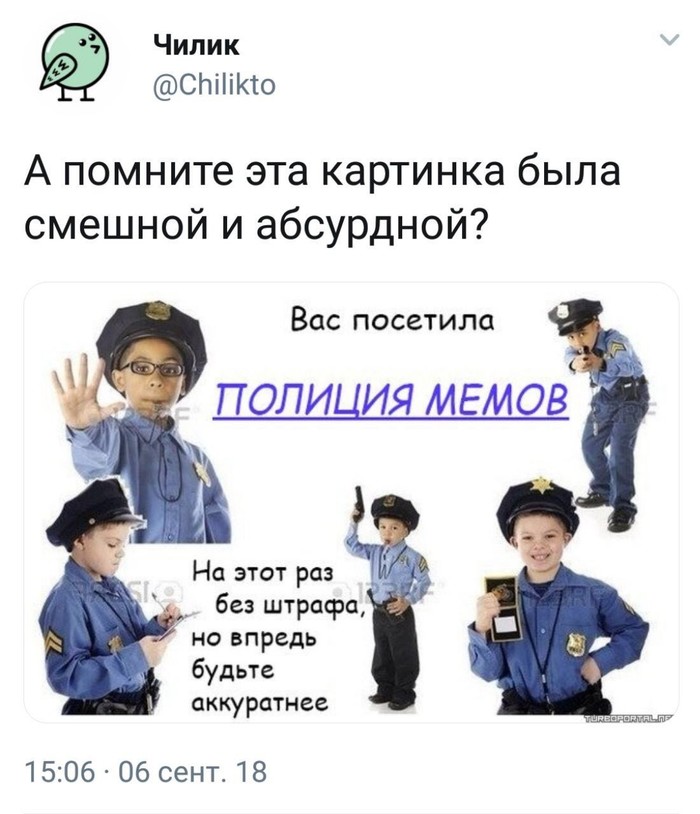 Чилик
@Chilikto
А помните эта картинка была
смешной и абсурдной?
Вас посетила
ПОЛИЦИЯ МЕМОВ
На этот раз
без штрафа,
но впредь
будьте
аккуратнее
15:06 · 06 сент. 18